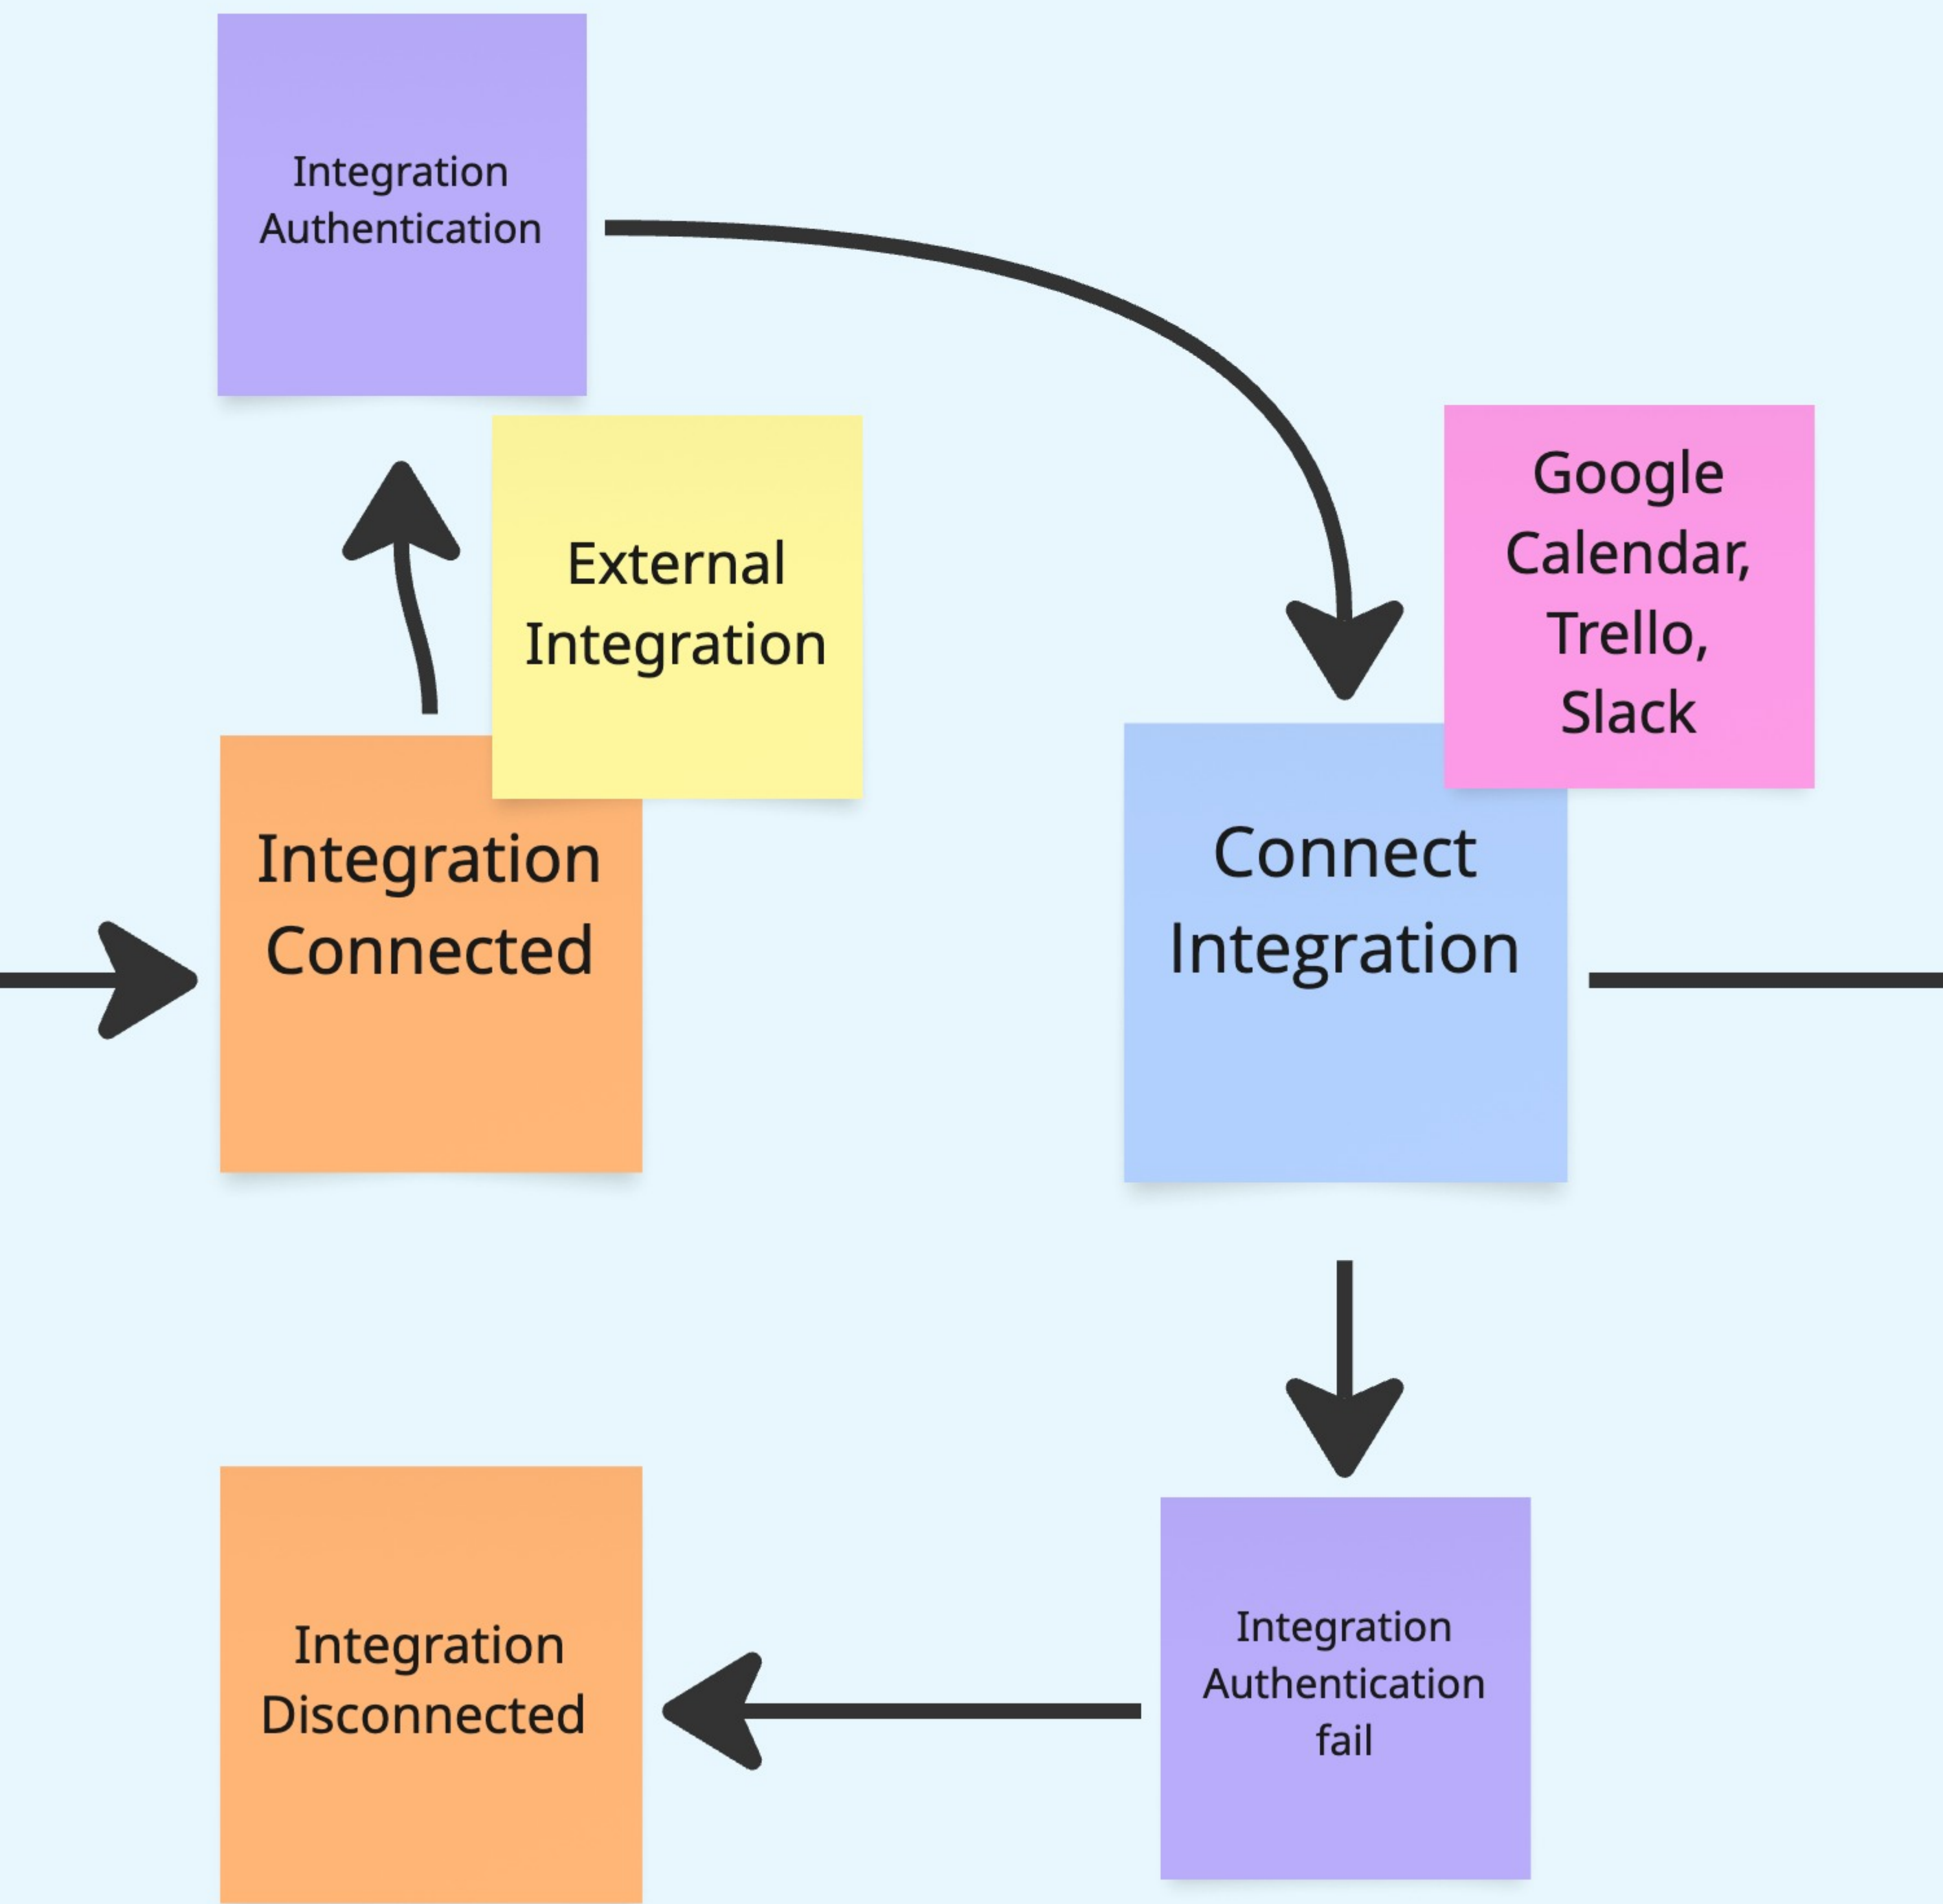 Integration
Authentication
External
Integration
Google
Calendar,
Trello,
Slack
Integration
Connected
Connect
Integration
Integration
Disconnected
Integration
Authentication
fail